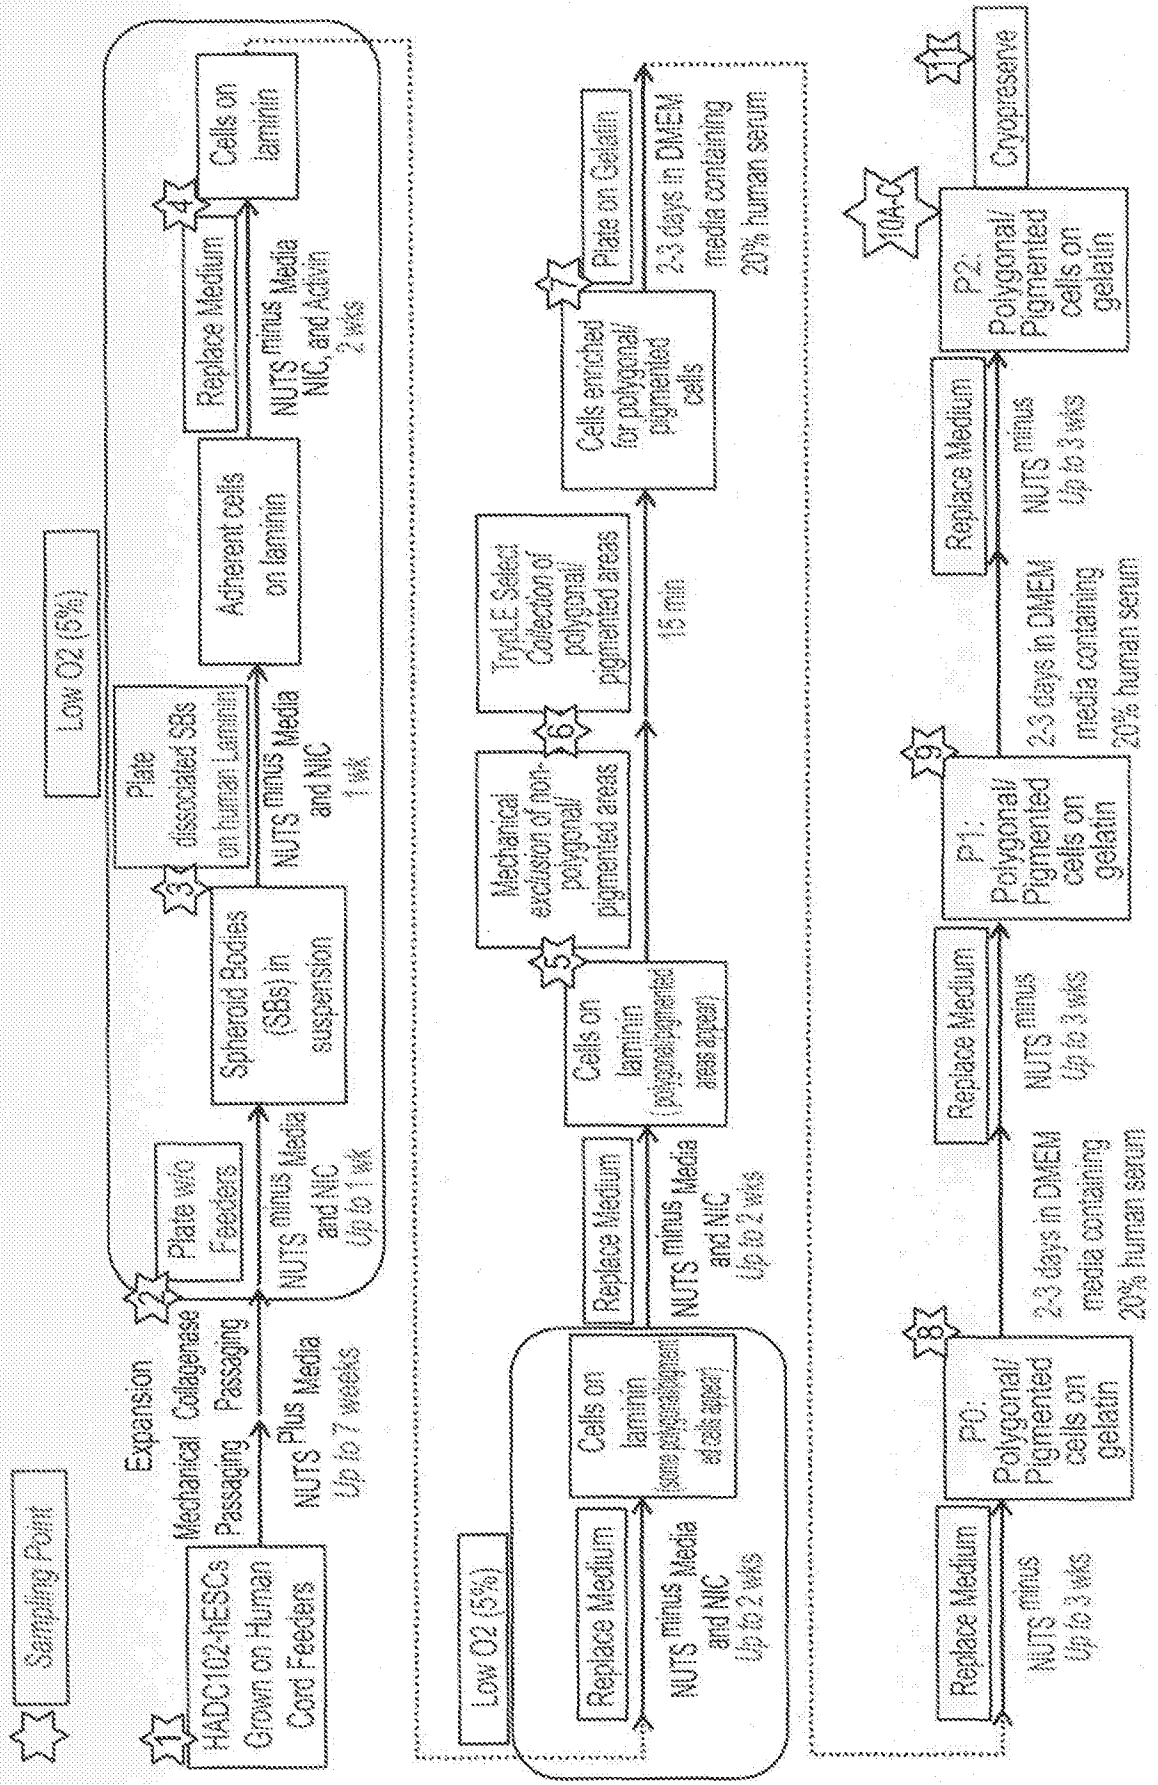 Sampling Point
1
HADC102-hESCs
Grown on Human
Cord Feeders
Expansion
Mechanical
Passaging
Collagenase
Passaging
NUTS Plus Media
Up to 7 weeks
2
Plate w/o
Feeders
NUTS minus Media
and NIC
Up to 1 wk
Spheroid Bodies
(SBs) in
suspension
3
Plate
dissociated SBs
on human Laminin
NUTS minus Media
and NIC
1 wk
Low O2 (5%)
Adherent cells
on laminin
Replace Medium
NUTS minus Media
NIC, and Activin
2 wks
4
Cells on
laminin
Low O2 (5%)
Replace Medium
NUTS minus Media
and NIC
Up to 2 wks
Cells on
laminin
(some polygonal/pigment
ed cells appear)
Replace Medium
NUTS minus Media
and NIC
Up to 2 wks
Cells on
laminin
(polygonal/pigmented
areas appear)
5
Mechanical
exclusion of non-
polygonal/
pigmented areas
6
TrypLE Select
Collection of
polygonal/
pigmented areas
15 min
Cells enriched
for polygonal/
pigmented
cells
7
Plate on Gelatin
2-3 days in DMEM
media containing
20% human serum
Replace Medium
NUTS minus
Up to 3 wks
P0:
Polygonal/
Pigmented
cells on
gelatin
8
2-3 days in DMEM
media containing
20% human serum
Replace Medium
NUTS minus
Up to 3 wks
P1:
Polygonal/
Pigmented
cells on
gelatin
9
2-3 days in DMEM
media containing
20% human serum
Replace Medium
NUTS minus
Up to 3 wks
P2:
Polygonal/
Pigmented
cells on
gelatin
10A-C
11
Cryopreserve